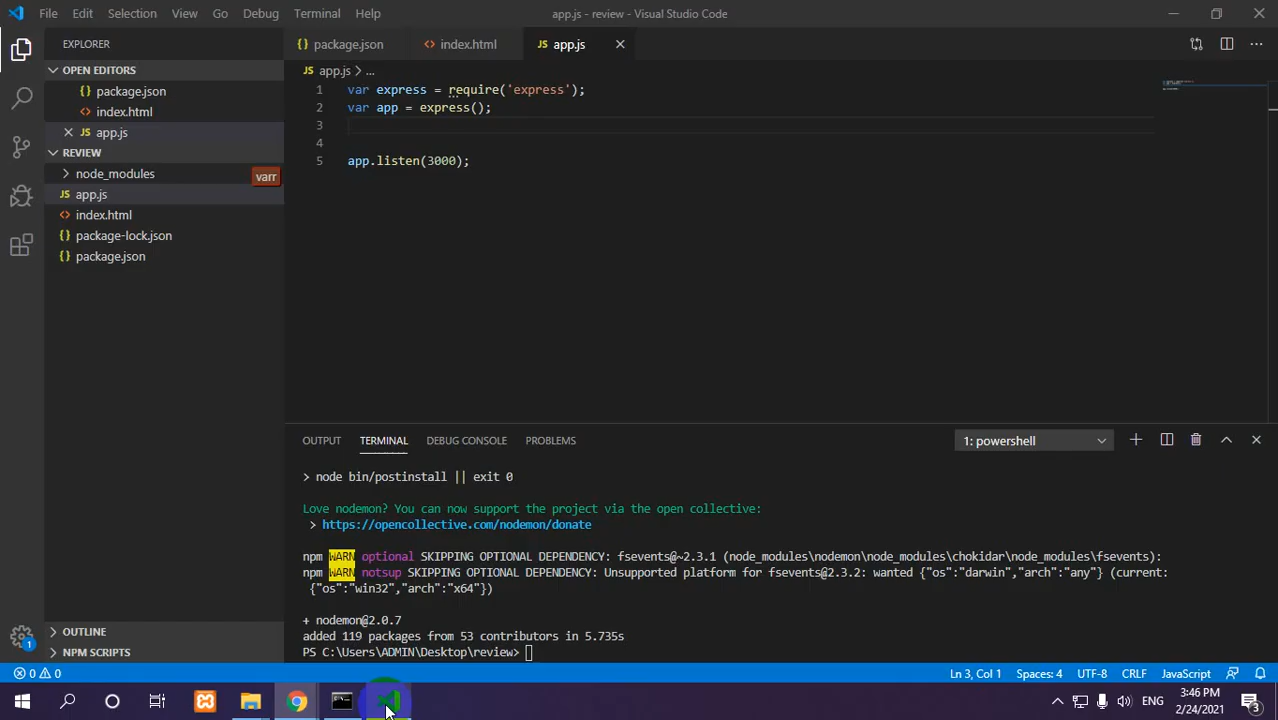 File Edit Selection View Go Debug Terminal Help app.js - review - Visual Studio Code
EXPLORER
OPEN EDITORS
{} package.json
<> index.html
JS app.js
REVIEW
node_modules
varr
JS app.js
<> index.html
{} package-lock.json
{} package.json
OUTLINE
NPM SCRIPTS
{} package.json <> index.html JS app.js
JS app.js > ...
1 var express = require('express');
2 var app = express();
3
4
5 app.listen(3000);
OUTPUT TERMINAL DEBUG CONSOLE PROBLEMS 1: powershell
> node bin/postinstall || exit 0
Love nodemon? You can now support the project via the open collective:
> https://opencollective.com/nodemon/donate
npm WARN optional SKIPPING OPTIONAL DEPENDENCY: fsevents@~2.3.1 (node_modules\nodemon\node_modules\chokidar\node_modules\fsevents):
npm WARN notsup SKIPPING OPTIONAL DEPENDENCY: Unsupported platform for fsevents@2.3.2: wanted {"os":"darwin","arch":"any"} (current:
{"os":"win32","arch":"x64"})
+ nodemon@2.0.7
added 119 packages from 53 contributors in 5.735s
PS C:\Users\ADMIN\Desktop\review>
1
0 0 Ln 3, Col 1 Spaces: 4 UTF-8 CRLF JavaScript
ENG 3:46 PM
2/24/2021
3